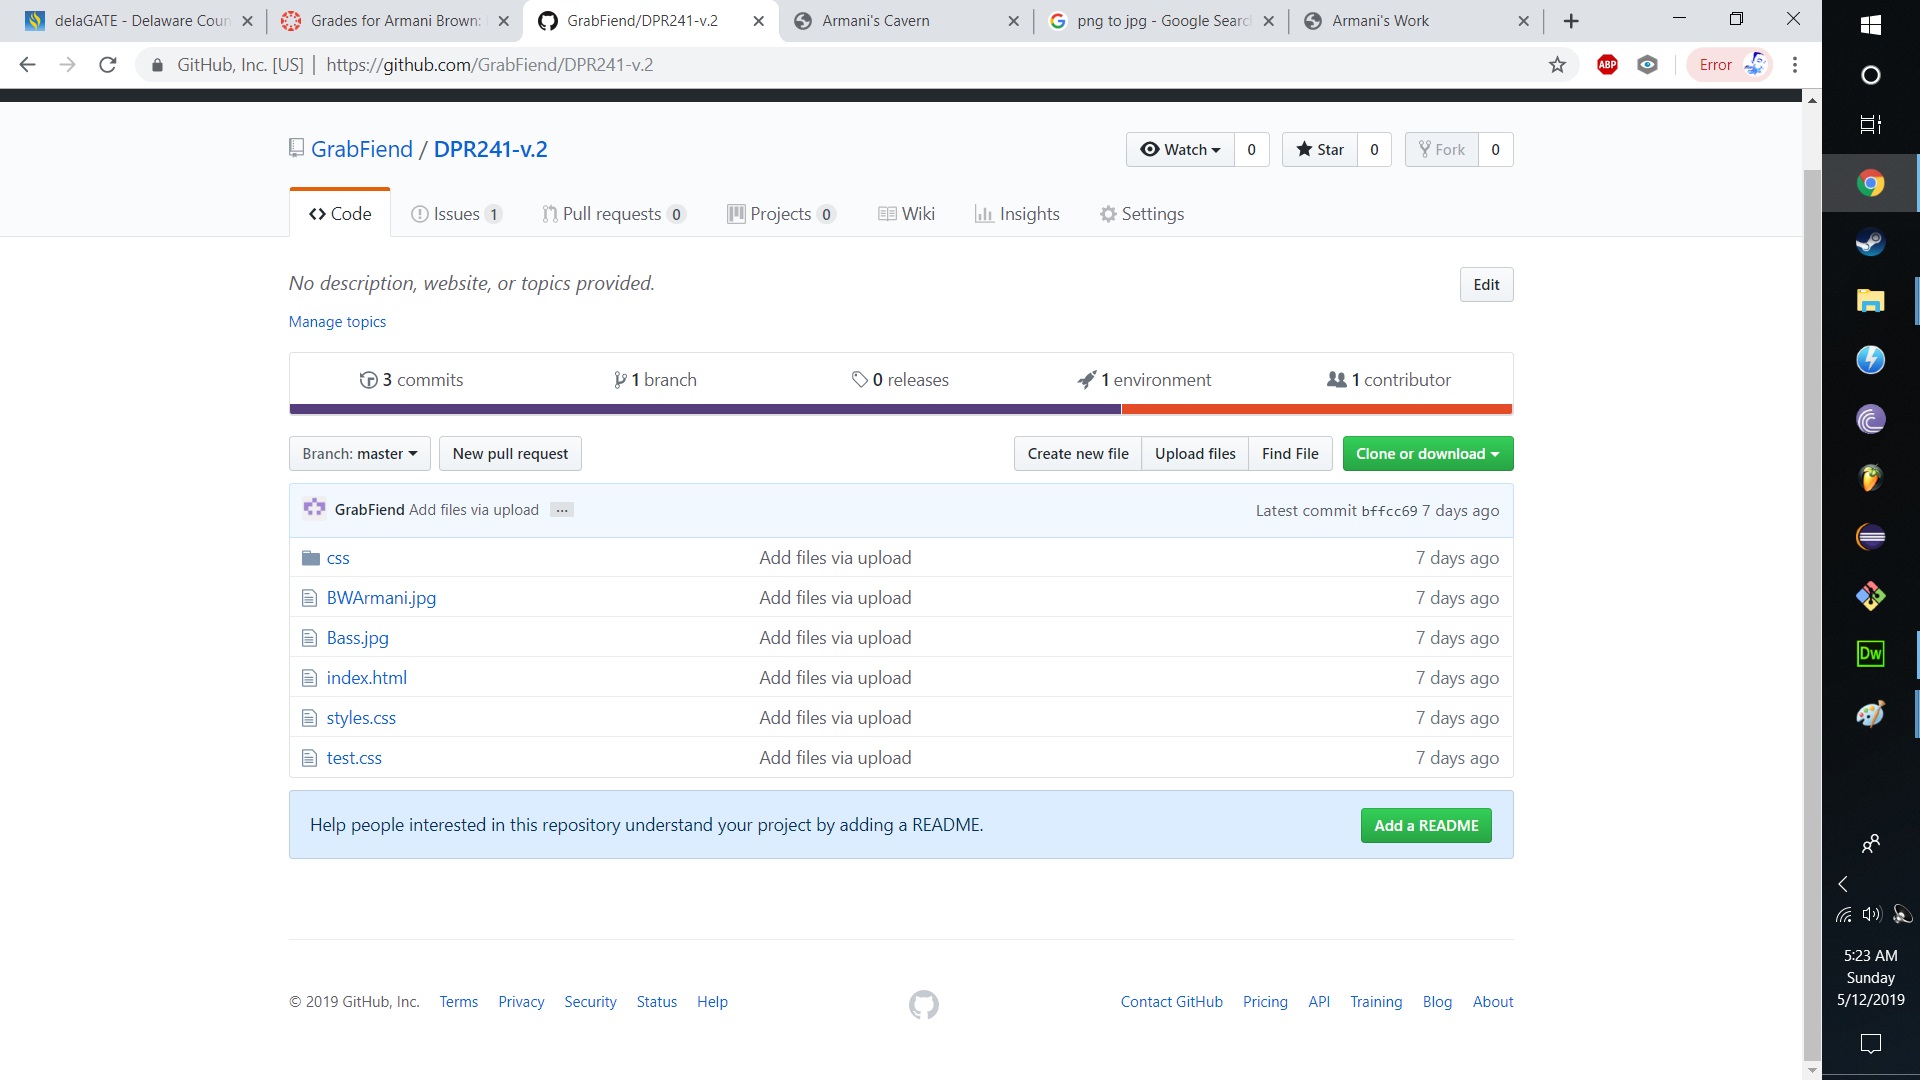 delaGATE - Delaware Coun
Grades for Armani Brown:
GrabFiend/DPR241-v.2
Armani's Cavern
png to jpg - Google Searc
Armani's Work
GitHub, Inc. [US] | https://github.com/GrabFiend/DPR241-v.2
ABP
Error
GrabFiend / DPR241-v.2
Watch 0
Star 0
Fork 0
Code
Issues 1
Pull requests 0
Projects 0
Wiki
Insights
Settings
No description, website, or topics provided.
Edit
Manage topics
3 commits
1 branch
0 releases
1 environment
1 contributor
Branch: master
New pull request
Create new file
Upload files
Find File
Clone or download
GrabFiend Add files via upload ...
Latest commit bffcc69 7 days ago
css Add files via upload 7 days ago
BWArmani.jpg Add files via upload 7 days ago
Bass.jpg Add files via upload 7 days ago
index.html Add files via upload 7 days ago
styles.css Add files via upload 7 days ago
test.css Add files via upload 7 days ago
Help people interested in this repository understand your project by adding a README.
Add a README
© 2019 GitHub, Inc. Terms Privacy Security Status Help
Contact GitHub Pricing API Training Blog About
Dw
5:23 AM
Sunday
5/12/2019